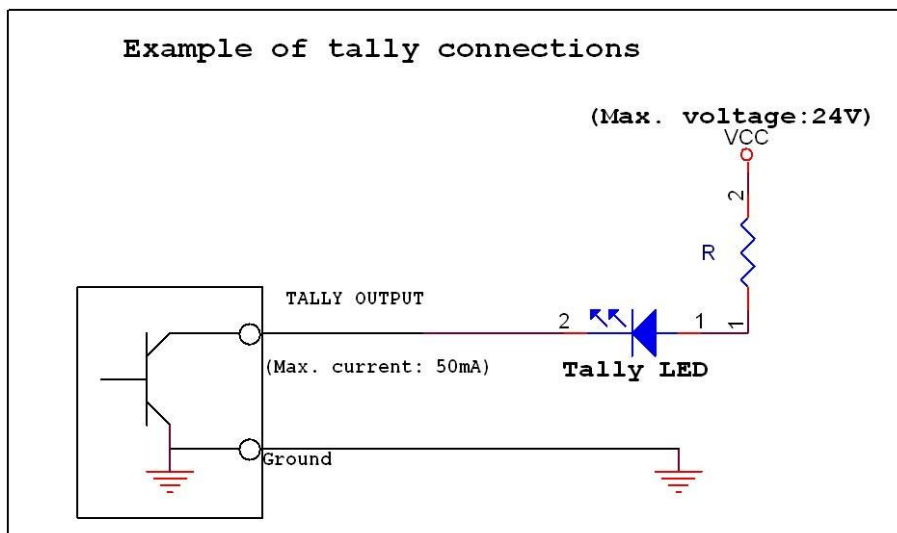 Example of tally connections
(Max. voltage:24V)
VCC
2
R
1
TALLY OUTPUT
2
1
(Max. current: 50mA)
Tally LED
Ground